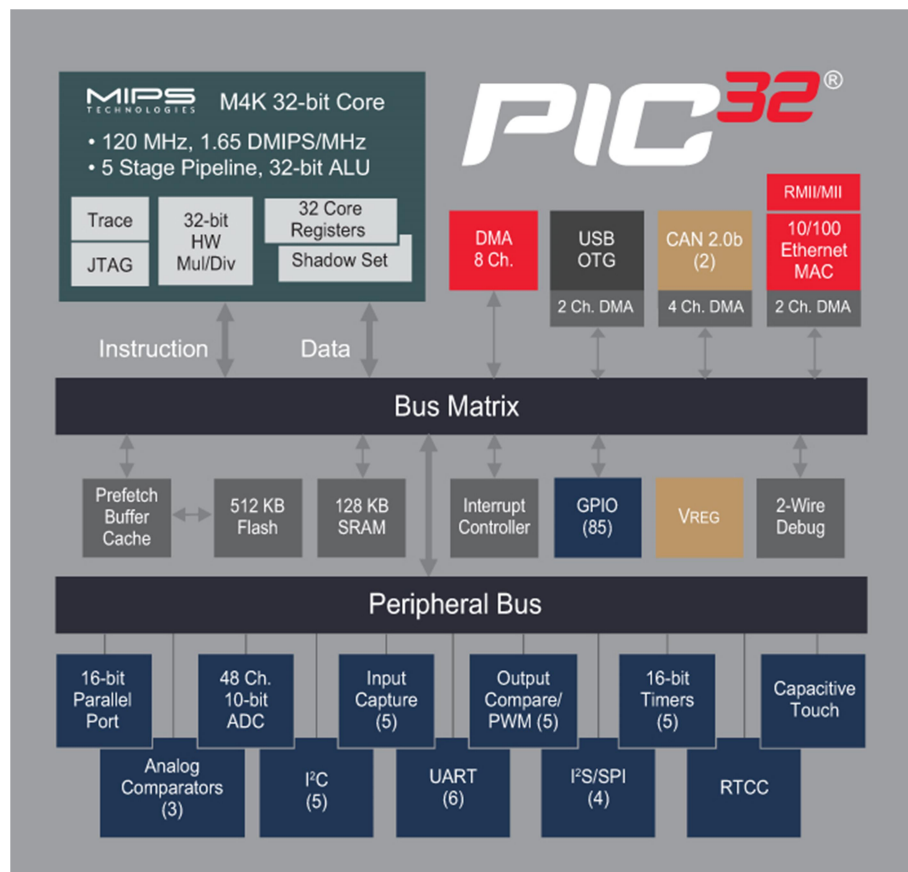 MIPS
TECHNOLOGIES
M4K 32-bit Core
• 120 MHz, 1.65 DMIPS/MHz
• 5 Stage Pipeline, 32-bit ALU
Trace
JTAG
32-bit
HW
Mul/Div
32 Core
Registers
Shadow Set
PIC32®
DMA
8 Ch.
USB
OTG
2 Ch. DMA
CAN 2.0b
(2)
4 Ch. DMA
RMII/MII
10/100
Ethernet
MAC
2 Ch. DMA
Instruction
Data
Bus Matrix
Prefetch
Buffer
Cache
512 KB
Flash
128 KB
SRAM
Interrupt
Controller
GPIO
(85)
VREG
2-Wire
Debug
Peripheral Bus
16-bit
Parallel
Port
48 Ch.
10-bit
ADC
Input
Capture
(5)
Output
Compare/
PWM (5)
16-bit
Timers
(5)
Capacitive
Touch
Analog
Comparators
(3)
I²C
(5)
UART
(6)
I²S/SPI
(4)
RTCC